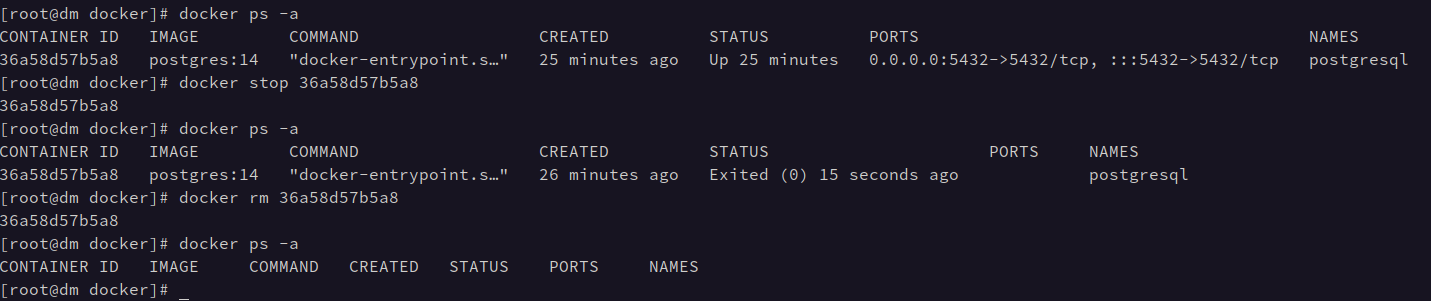 [root@dm docker]# docker ps -a
CONTAINER ID   IMAGE         COMMAND                  CREATED          STATUS          PORTS                                       NAMES
36a58d57b5a8   postgres:14   "docker-entrypoint.s…"   25 minutes ago   Up 25 minutes   0.0.0.0:5432->5432/tcp, :::5432->5432/tcp   postgresql
[root@dm docker]# docker stop 36a58d57b5a8
36a58d57b5a8
[root@dm docker]# docker ps -a
CONTAINER ID   IMAGE         COMMAND                  CREATED          STATUS                      PORTS     NAMES
36a58d57b5a8   postgres:14   "docker-entrypoint.s…"   26 minutes ago   Exited (0) 15 seconds ago             postgresql
[root@dm docker]# docker rm 36a58d57b5a8
36a58d57b5a8
[root@dm docker]# docker ps -a
CONTAINER ID   IMAGE     COMMAND   CREATED   STATUS    PORTS     NAMES
[root@dm docker]# _